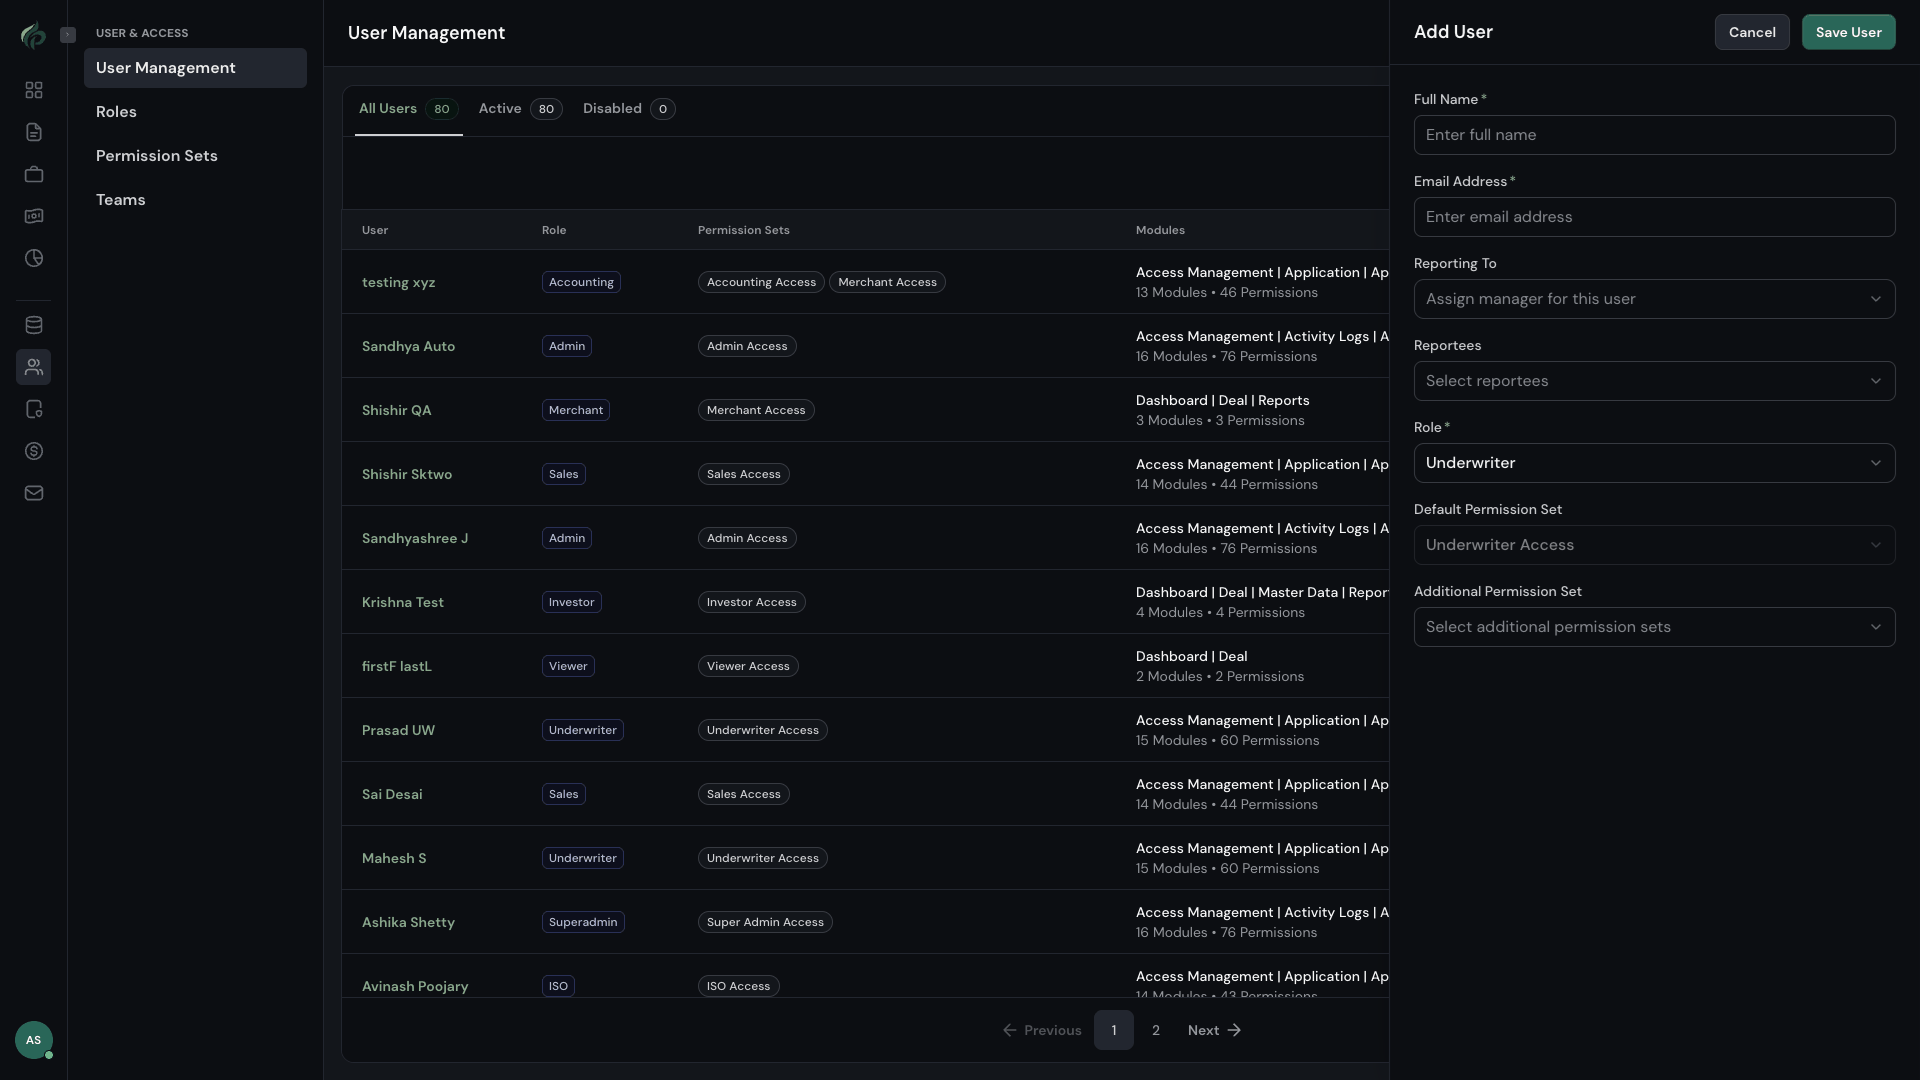 USER & ACCESS
User Management
Roles
Permission Sets
Teams
AS
User Management
All Users 80 Active 80 Disabled 0
User Role Permission Sets Modules
testing xyz Accounting Accounting Access Merchant Access Access Management | Application | Ap
13 Modules • 46 Permissions
Sandhya Auto Admin Admin Access Access Management | Activity Logs | A
16 Modules • 76 Permissions
Shishir QA Merchant Merchant Access Dashboard | Deal | Reports
3 Modules • 3 Permissions
Shishir Sktwo Sales Sales Access Access Management | Application | Ap
14 Modules • 44 Permissions
Sandhyashree J Admin Admin Access Access Management | Activity Logs | A
16 Modules • 76 Permissions
Krishna Test Investor Investor Access Dashboard | Deal | Master Data | Repor
4 Modules • 4 Permissions
firstF lastL Viewer Viewer Access Dashboard | Deal
2 Modules • 2 Permissions
Prasad UW Underwriter Underwriter Access Access Management | Application | Ap
15 Modules • 60 Permissions
Sai Desai Sales Sales Access Access Management | Application | Ap
14 Modules • 44 Permissions
Mahesh S Underwriter Underwriter Access Access Management | Application | Ap
15 Modules • 60 Permissions
Ashika Shetty Superadmin Super Admin Access Access Management | Activity Logs | A
16 Modules • 76 Permissions
Avinash Poojary ISO ISO Access Access Management | Application | Ap
14 Modules • 43 Permissions
Previous 1 2 Next
Add User
Cancel Save User
Full Name *
Enter full name
Email Address *
Enter email address
Reporting To
Assign manager for this user
Reportees
Select reportees
Role *
Underwriter
Default Permission Set
Underwriter Access
Additional Permission Set
Select additional permission sets